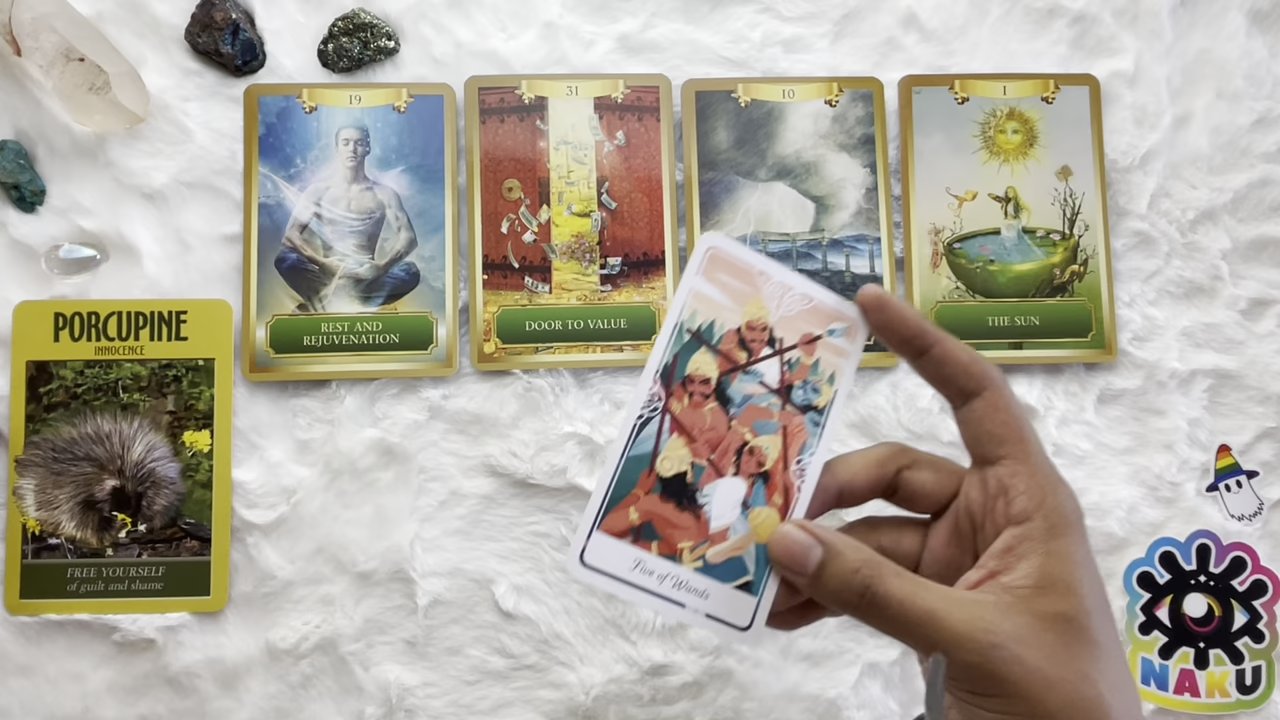 19
REST AND
REJUVENATION
31
DOOR TO VALUE
10
I
THE SUN
PORCUPINE
INNOCENCE
FREE YOURSELF
of guilt and shame
Five of Wands
NAKU